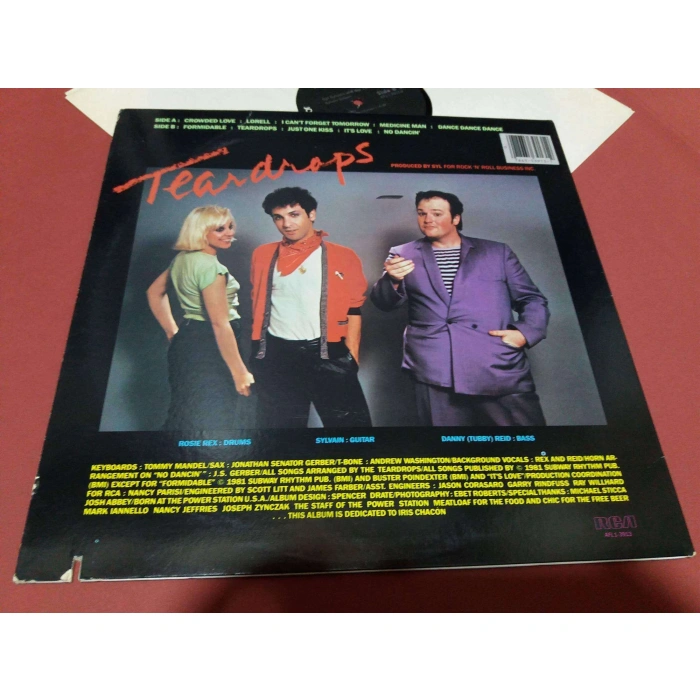 SIDE A : CROWDED LOVE : LORELL : I CAN'T FORGET TOMORROW : MEDICINE MAN : DANCE DANCE DANCE
SIDE B : FORMIDABLE : TEARDROPS : JUST ONE KISS : IT'S LOVE : NO DANCIN'
Teardrops
PRODUCED BY SYL FOR ROCK 'N' ROLL BUSINESS INC.
ROSIE REX : DRUMS SYLVAIN : GUITAR DANNY (TUBBY) REID : BASS
KEYBOARDS : TOMMY MANDEL/SAX : JONATHAN SENATOR GERBER/T-BONE : ANDREW WASHINGTON/BACKGROUND VOCALS : REX AND REID/HORN AR-
RANGEMENT ON "NO DANCIN'" : J.S. GERBER/ALL SONGS ARRANGED BY THE TEARDROPS/ALL SONGS PUBLISHED BY © 1981 SUBWAY RHYTHM PUB.
(BMI) EXCEPT FOR "FORMIDABLE" © 1981 SUBWAY RHYTHM PUB. (BMI) AND BUSTER POINDEXTER (BMI) AND "IT'S LOVE"/PRODUCTION COORDINATION
FOR RCA : NANCY PARISI/ENGINEERED BY SCOTT LITT AND JAMES FARBER/ASST. ENGINEERS : JASON CORASARO GARRY RINDFUSS RAY WILLHARD
JOSH ABBEY/BORN AT THE POWER STATION U.S.A./ALBUM DESIGN : SPENCER DRATE/PHOTOGRAPHY : EBET ROBERTS/SPECIAL THANKS : MICHAEL STICCA
MARK IANNELLO NANCY JEFFRIES JOSEPH ZYNCZAK THE STAFF OF THE POWER STATION MEATLOAF FOR THE FOOD AND CHIC FOR THE FREE BEER
. . . THIS ALBUM IS DEDICATED TO IRIS CHACÓN
RCA